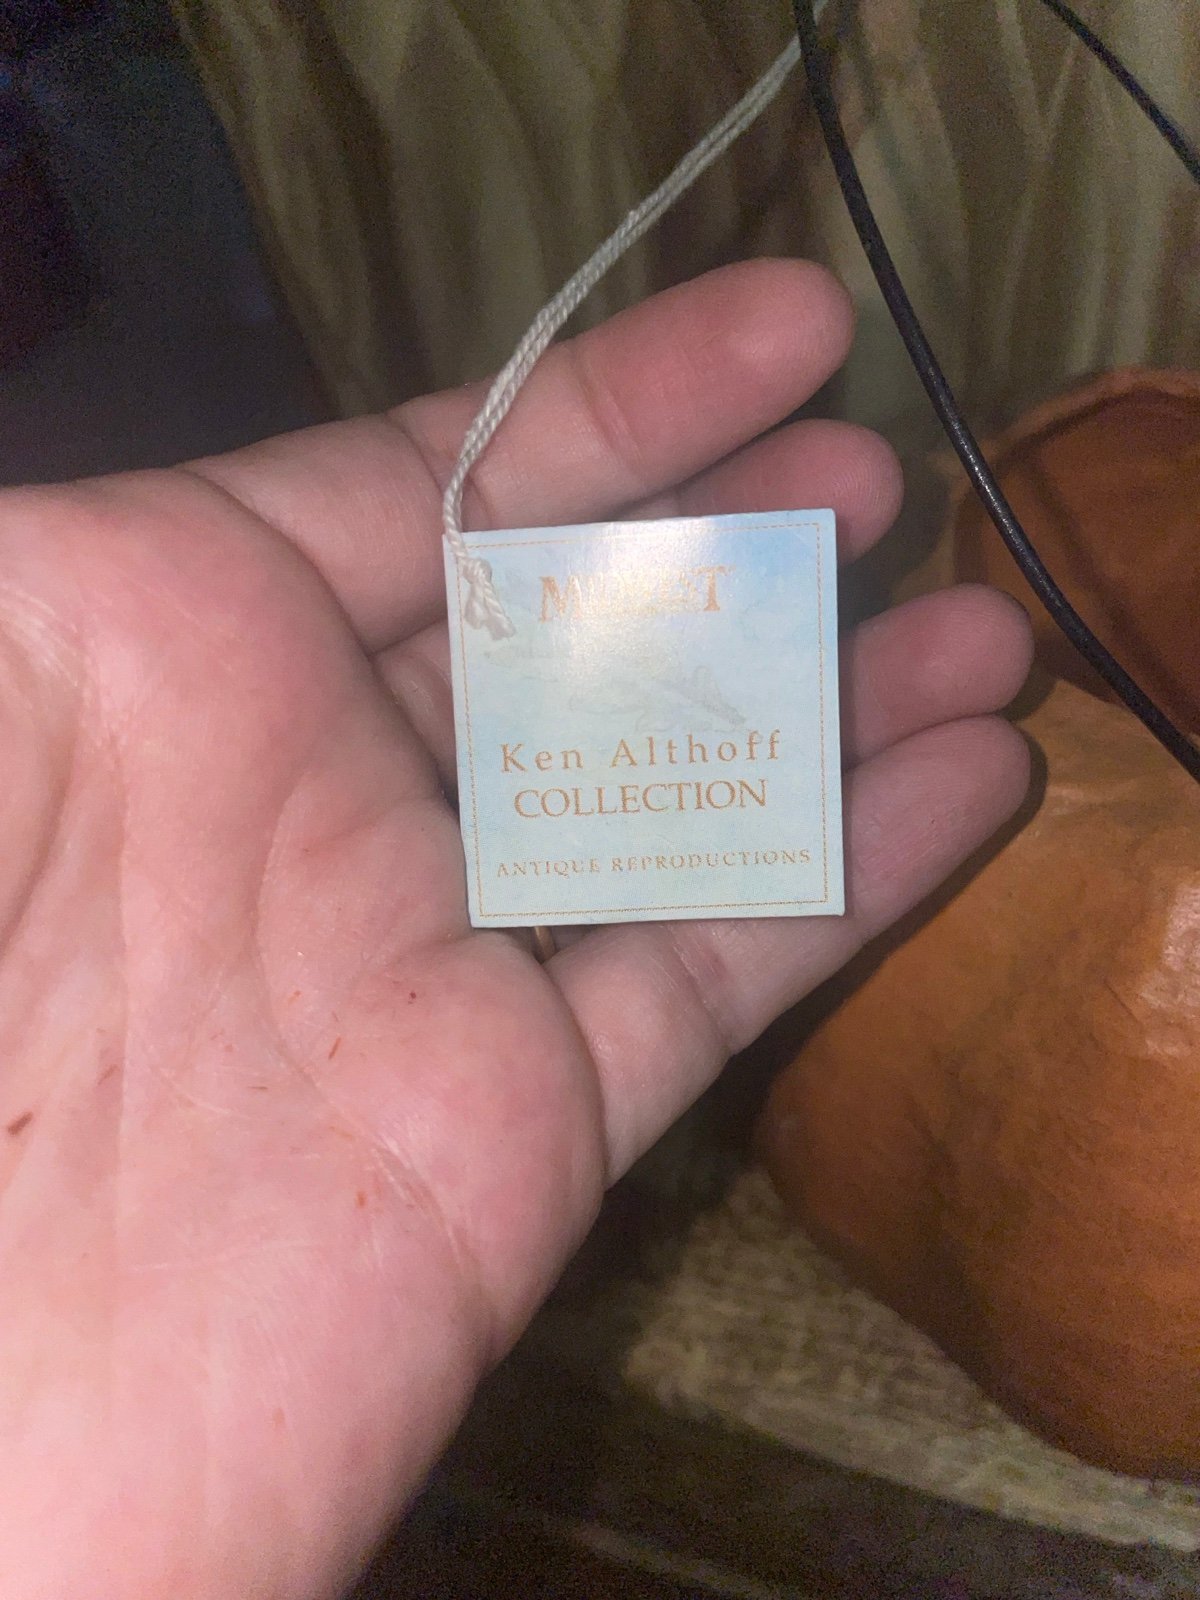 Ken Althoff
COLLECTION
ANTIQUE REPRODUCTIONS